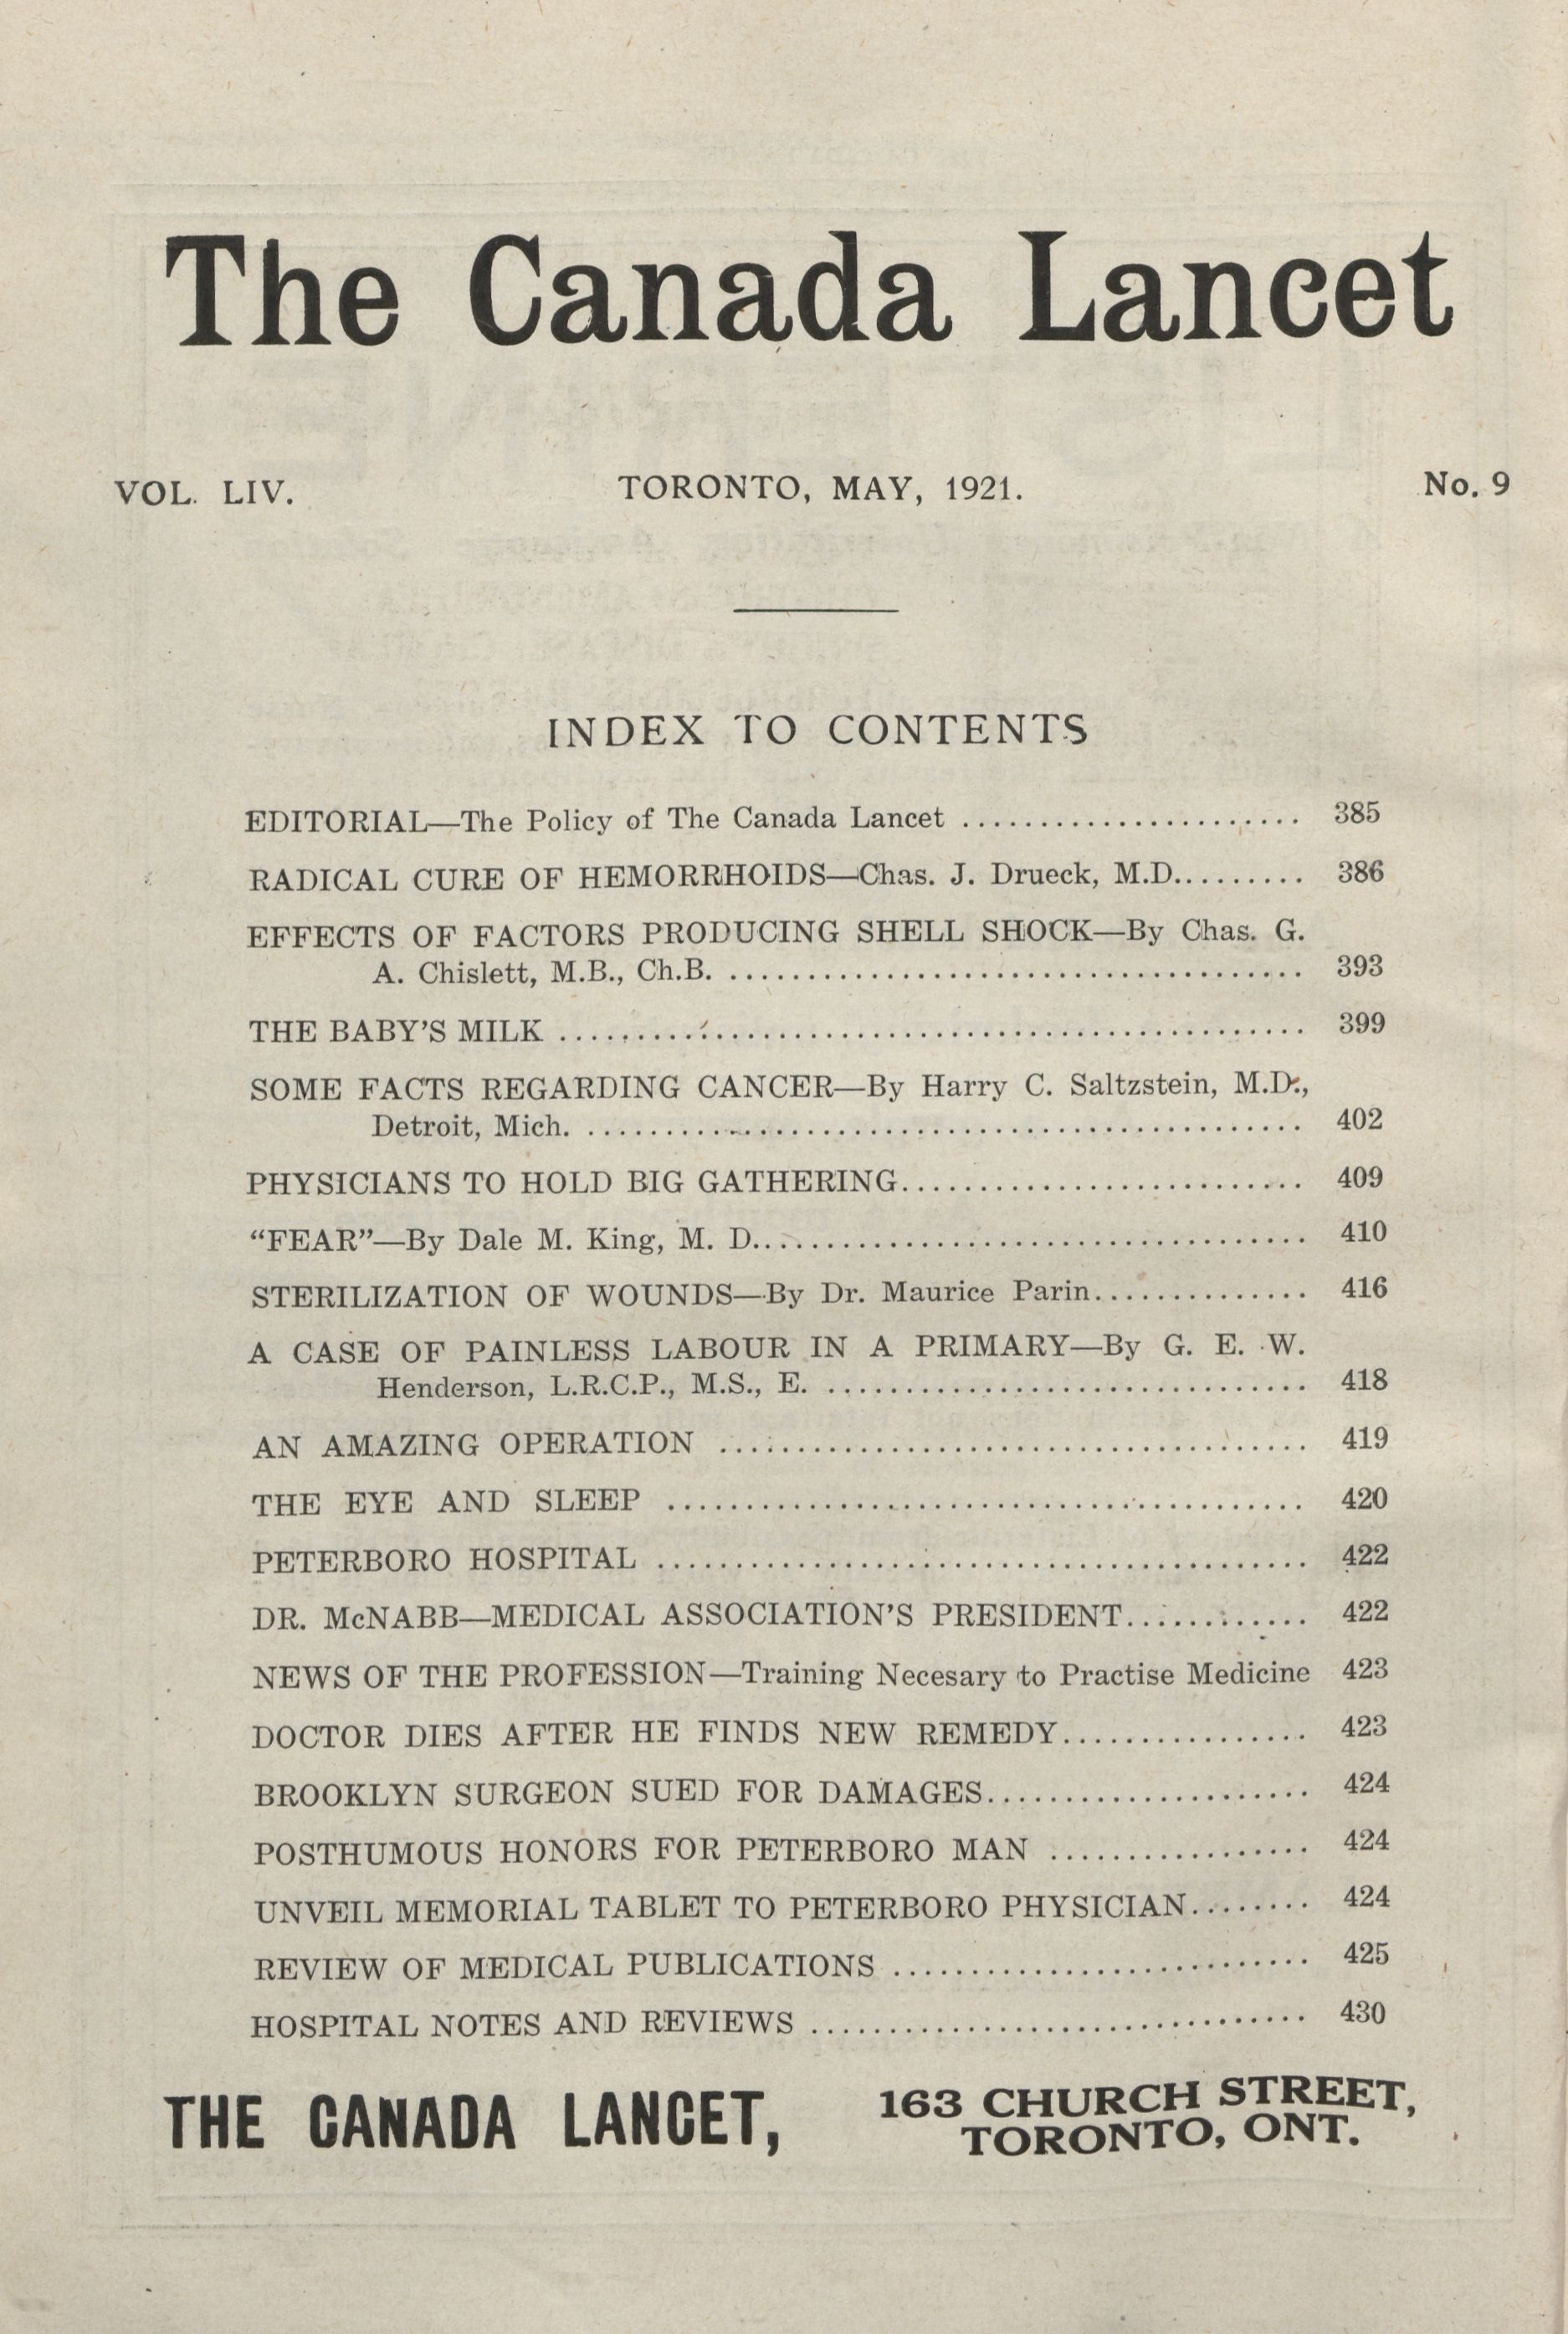 The Canada Lancet
VOL. LIV. TORONTO, MAY, 1921. No. 9
INDEX TO CONTENTS
EDITORIAL—The Policy of The Canada Lancet ...................... 385
RADICAL CURE OF HEMORRHOIDS—Chas. J. Drueck, M.D......... 386
EFFECTS OF FACTORS PRODUCING SHELL SHOCK—By Chas. G.
A. Chislett, M.B., Ch.B. ..................................... 393
THE BABY'S MILK ................................................ 399
SOME FACTS REGARDING CANCER—By Harry C. Saltzstein, M.D.,
Detroit, Mich. .............................................. 402
PHYSICIANS TO HOLD BIG GATHERING.......................... 409
“FEAR”—By Dale M. King, M. D.................................... 410
STERILIZATION OF WOUNDS—By Dr. Maurice Parin.............. 416
A CASE OF PAINLESS LABOUR IN A PRIMARY—By G. E. W.
Henderson, L.R.C.P., M.S., E. ............................... 418
AN AMAZING OPERATION ...................................... 419
THE EYE AND SLEEP ......................................... 420
PETERBORO HOSPITAL .......................................... 422
DR. McNABB—MEDICAL ASSOCIATION'S PRESIDENT............ 422
NEWS OF THE PROFESSION—Training Necesary to Practise Medicine 423
DOCTOR DIES AFTER HE FINDS NEW REMEDY................ 423
BROOKLYN SURGEON SUED FOR DAMAGES..................... 424
POSTHUMOUS HONORS FOR PETERBORO MAN ................. 424
UNVEIL MEMORIAL TABLET TO PETERBORO PHYSICIAN........ 424
REVIEW OF MEDICAL PUBLICATIONS ........................... 425
HOSPITAL NOTES AND REVIEWS ................................ 430
THE CANADA LANCET, 163 CHURCH STREET,
TORONTO, ONT.